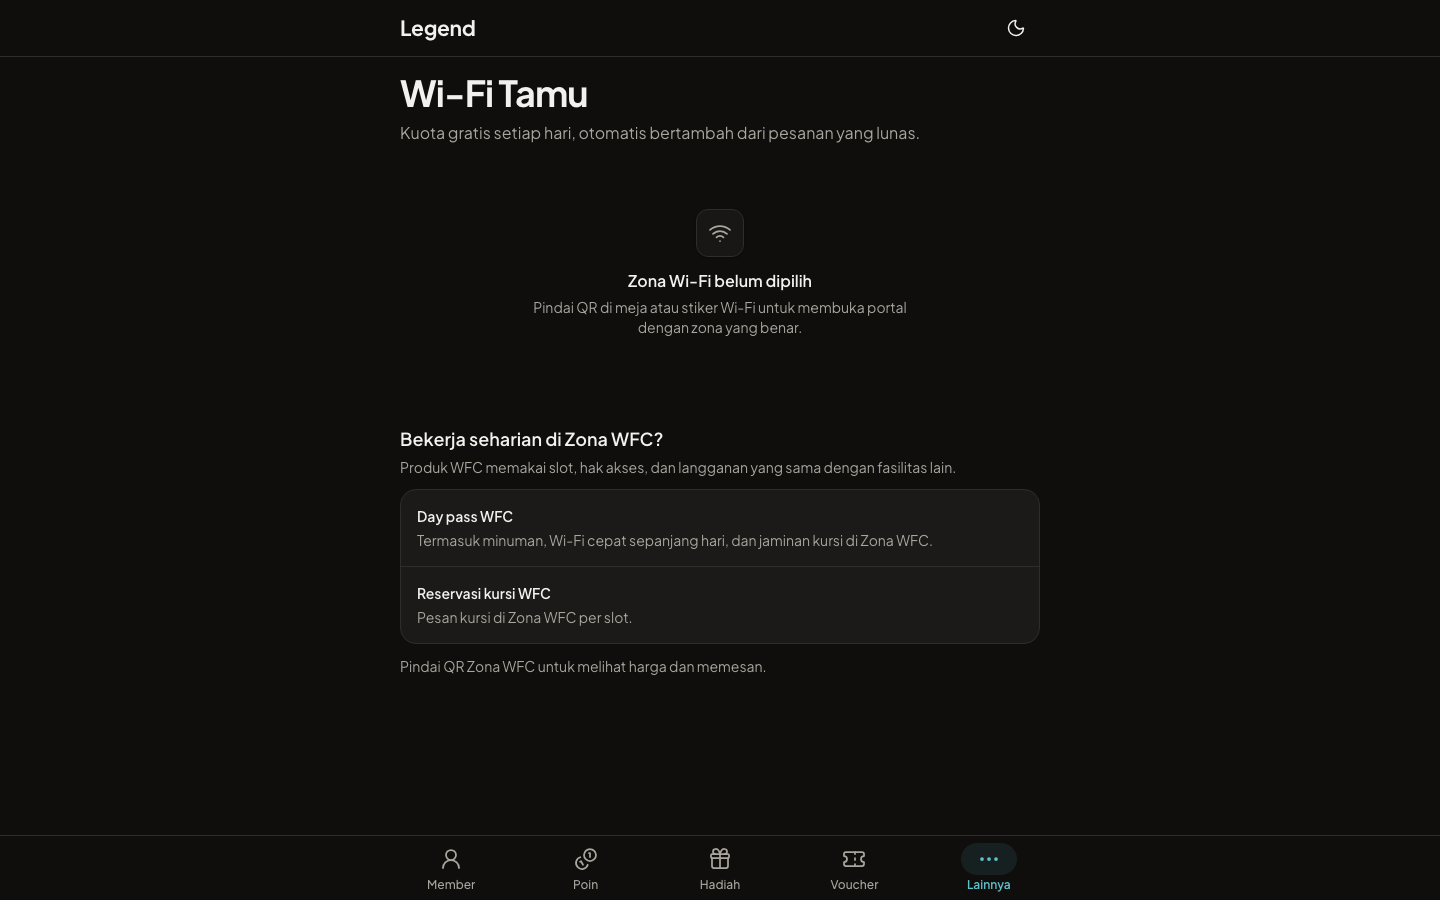 Legend
Wi-Fi Tamu
Kuota gratis setiap hari, otomatis bertambah dari pesanan yang lunas.
Zona Wi-Fi belum dipilih
Pindai QR di meja atau stiker Wi-Fi untuk membuka portal
dengan zona yang benar.
Bekerja seharian di Zona WFC?
Produk WFC memakai slot, hak akses, dan langganan yang sama dengan fasilitas lain.
Day pass WFC
Termasuk minuman, Wi-Fi cepat sepanjang hari, dan jaminan kursi di Zona WFC.
Reservasi kursi WFC
Pesan kursi di Zona WFC per slot.
Pindai QR Zona WFC untuk melihat harga dan memesan.
Member
Poin
Hadiah
Voucher
Lainnya